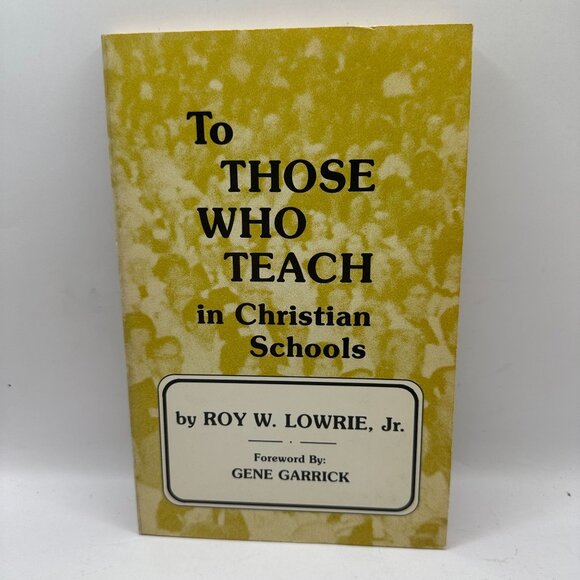 To
THOSE
WHO
TEACH
in Christian
Schools
by ROY W. LOWRIE, Jr.
Foreword By:
GENE GARRICK